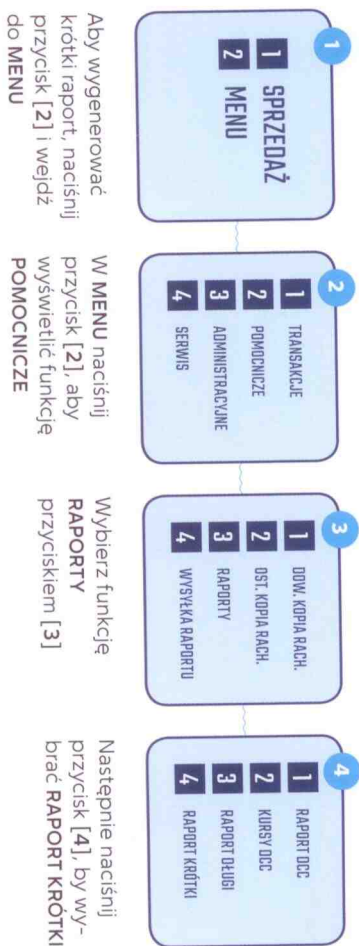 1
1 SPRZEDAŻ
2 MENU
Aby wygenerować
krótki raport, naciśnij
przycisk [2] i wejdź
do MENU
2
1 TRANSAKCJE
2 POMOCNICZE
3 ADMINISTRACYJNE
4 SERWIS
W MENU naciśnij
przycisk [2], aby
wyświetlić funkcję
POMOCNICZE
3
1 DOW. KOPIA RACH.
2 OST. KOPIA RACH.
3 RAPORTY
4 WYSYŁKA RAPORTU
Wybierz funkcję
RAPORTY
przyciskiem [3]
4
1 RAPORT DCC
2 KURSY DCC
3 RAPORT DŁUGI
4 RAPORT KRÓTKI
Następnie naciśnij
przycisk [4], by wy-
brać RAPORT KRÓTKI